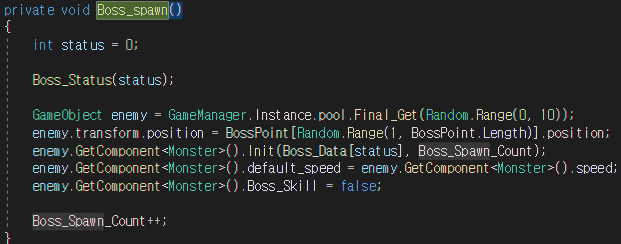 private void Boss_spawn()
{
int status = 0;
Boss_Status(status);
GameObject enemy = GameManager.Instance.pool.Final_Get(Random.Range(0, 10));
enemy.transform.position = BossPoint[Random.Range(1, BossPoint.Length)].position;
enemy.GetComponent<Monster>().Init(Boss_Data[status], Boss_Spawn_Count);
enemy.GetComponent<Monster>().default_speed = enemy.GetComponent<Monster>().speed;
enemy.GetComponent<Monster>().Boss_Skill = false;
Boss_Spawn_Count++;
}